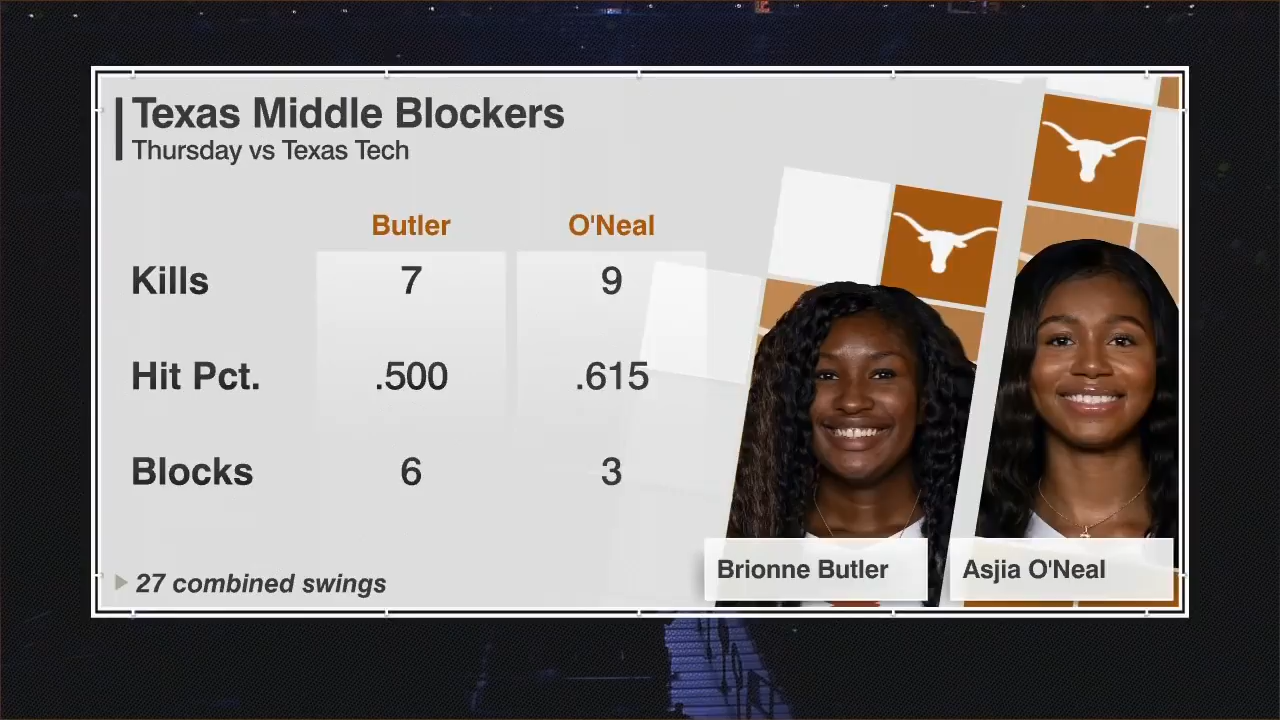 Texas Middle Blockers
Thursday vs Texas Tech
Butler O'Neal
Kills 7 9
Hit Pct. .500 .615
Blocks 6 3
27 combined swings
Brionne Butler
Asjia O'Neal